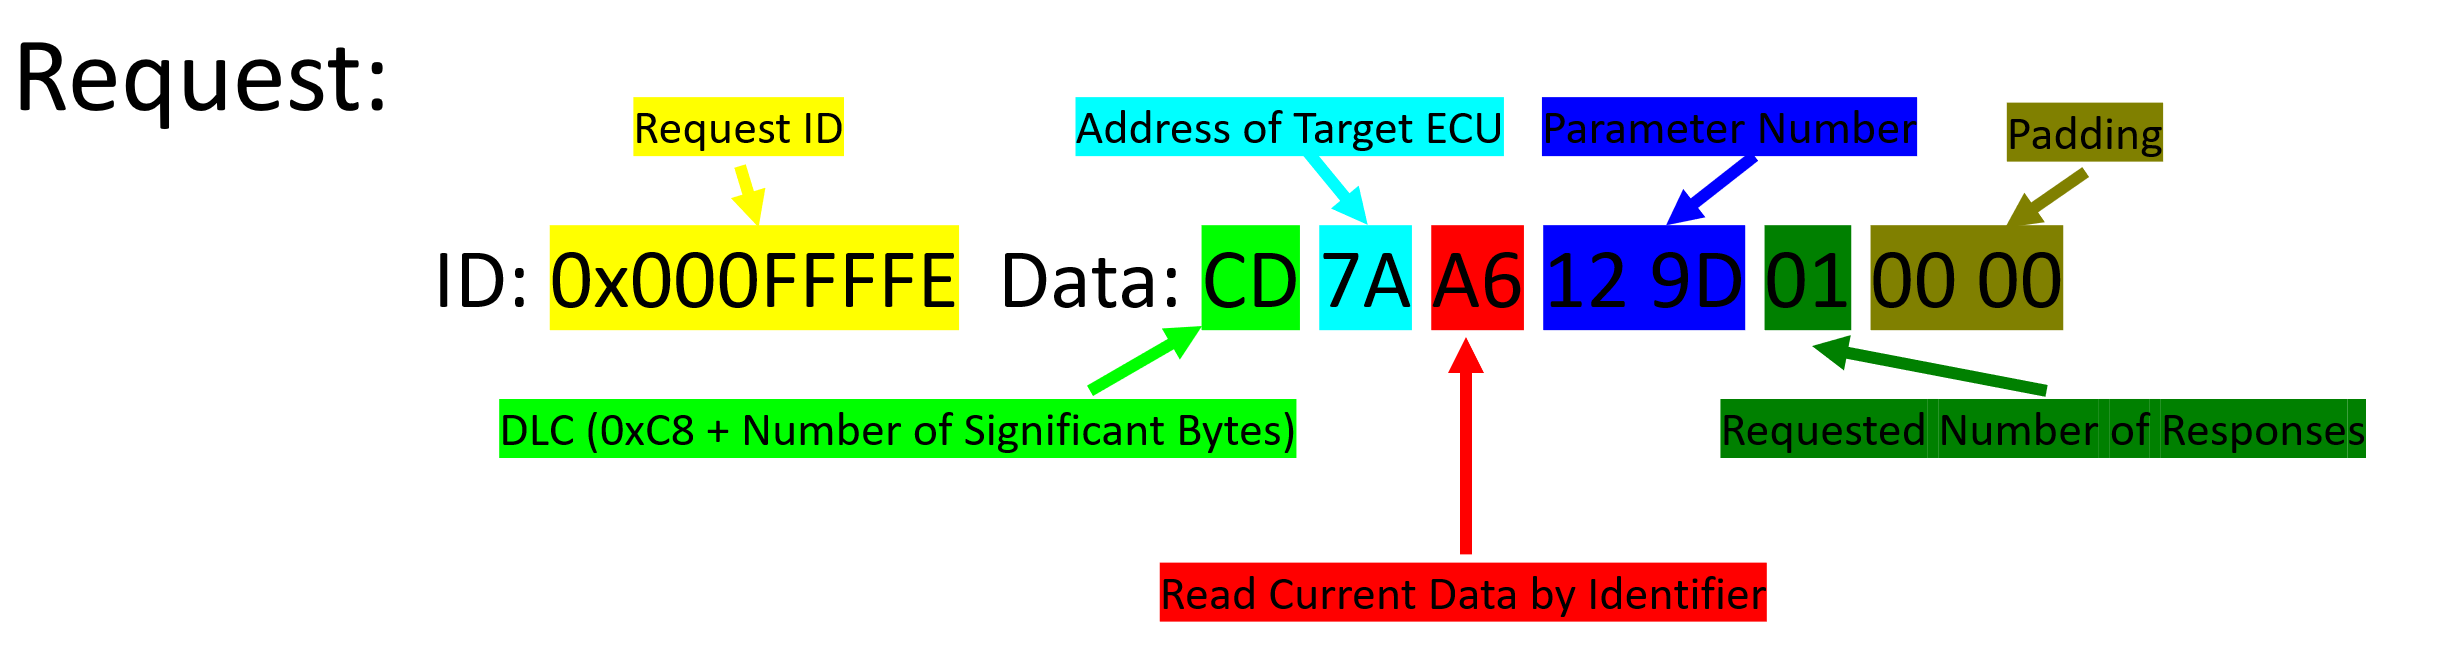 Request:
Request ID
Address of Target ECU
Parameter Number
Padding
ID: 0x000FFFFE Data: CD 7A A6 12 9D 01 00 00
DLC (0xC8 + Number of Significant Bytes)
Requested Number of Responses
Read Current Data by Identifier